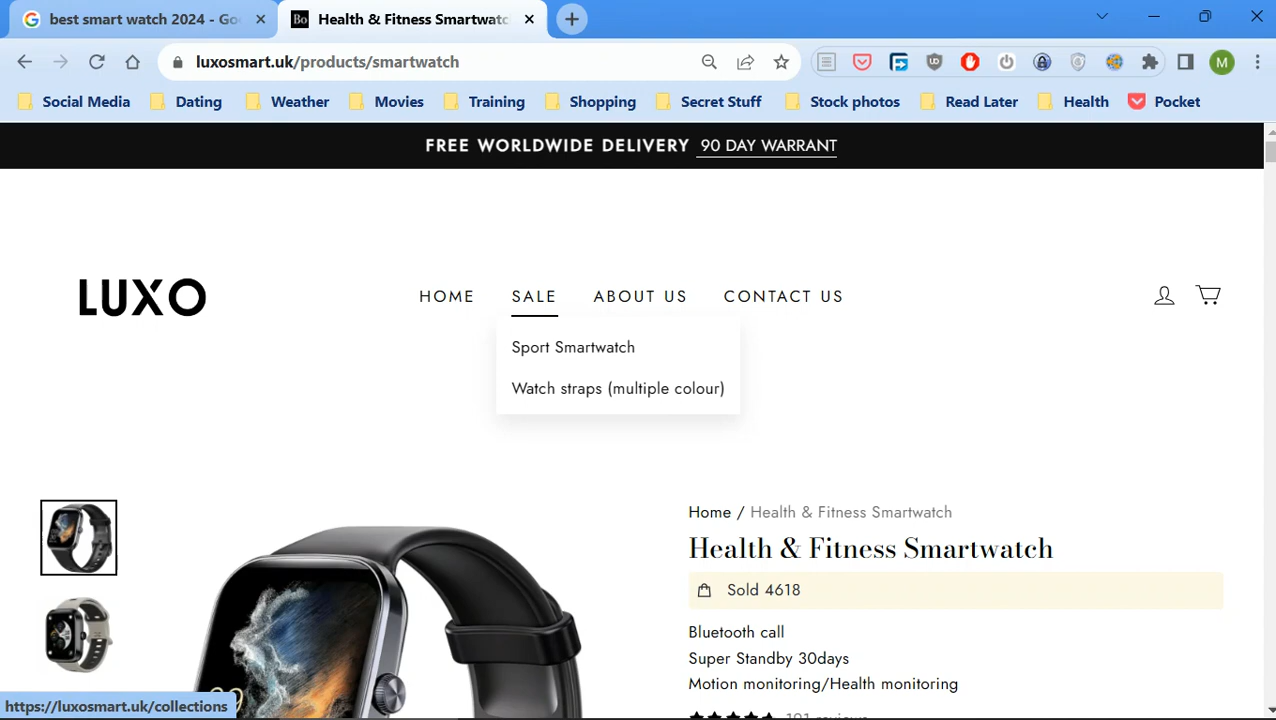 best smart watch 2024 - Go
Health & Fitness Smartwatc
luxosmart.uk/products/smartwatch
M
Social Media
Dating
Weather
Movies
Training
Shopping
Secret Stuff
Stock photos
Read Later
Health
Pocket
FREE WORLDWIDE DELIVERY 90 DAY WARRANT
LUXO
HOME
SALE
ABOUT US
CONTACT US
Sport Smartwatch
Watch straps (multiple colour)
Home / Health & Fitness Smartwatch
Health & Fitness Smartwatch
Sold 4618
Bluetooth call
Super Standby 30days
Motion monitoring/Health monitoring
191 reviews
https://luxosmart.uk/collections